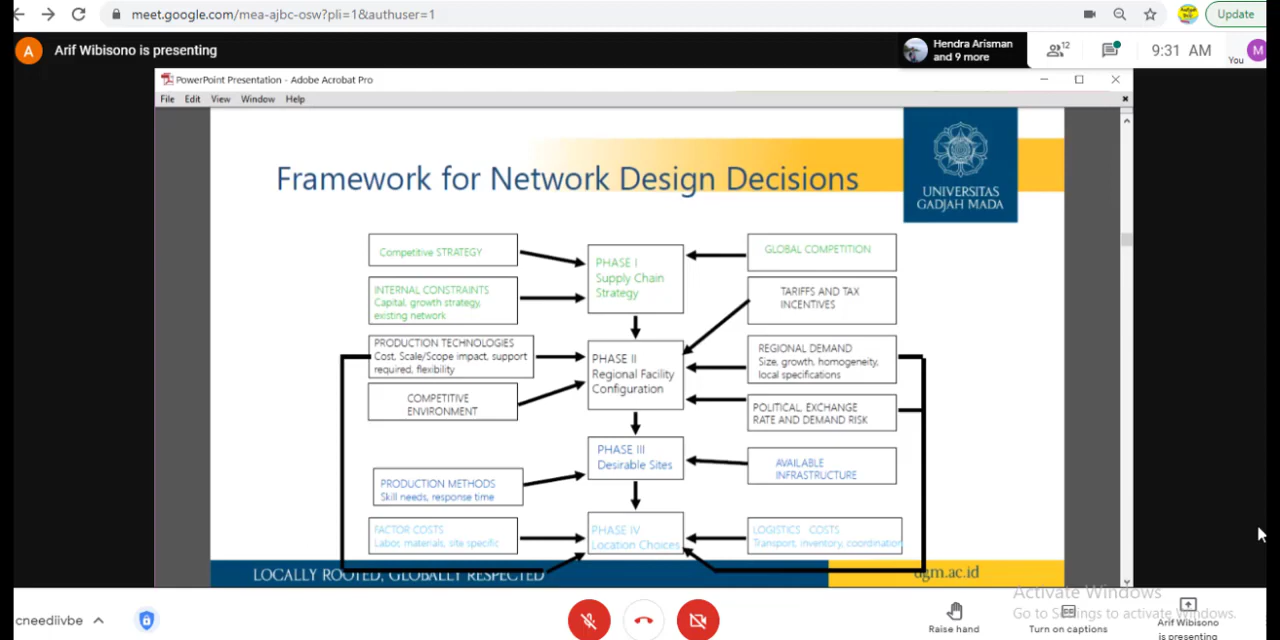 meet.google.com/mea-ajbc-osw?pli=1&authuser=1
Update
A
Arif Wibisono is presenting
Hendra Arisman
and 9 more
12
9:31 AM
You
M
PowerPoint Presentation - Adobe Acrobat Pro
File Edit View Window Help
Framework for Network Design Decisions
UNIVERSITAS
GADJAH MADA
Competitive STRATEGY
INTERNAL CONSTRAINTS
Capital, growth strategy,
existing network
PRODUCTION TECHNOLOGIES
Cost, Scale/Scope impact, support
required, flexibility
COMPETITIVE
ENVIRONMENT
PRODUCTION METHODS
Skill needs, response time
FACTOR COSTS
Labor, materials, site specific
PHASE I
Supply Chain
Strategy
PHASE II
Regional Facility
Configuration
PHASE III
Desirable Sites
PHASE IV
Location Choices
GLOBAL COMPETITION
TARIFFS AND TAX
INCENTIVES
REGIONAL DEMAND
Size, growth, homogeneity,
local specifications
POLITICAL, EXCHANGE
RATE AND DEMAND RISK
AVAILABLE
INFRASTRUCTURE
LOGISTICS COSTS
Transport, inventory, coordination
LOCALLY ROOTED, GLOBALLY RESPECTED
ugm.ac.id
Activate Windows
Go to Settings to activate Windows.
cneediivbe
Raise hand
Turn on captions
Arif Wibisono
is presenting